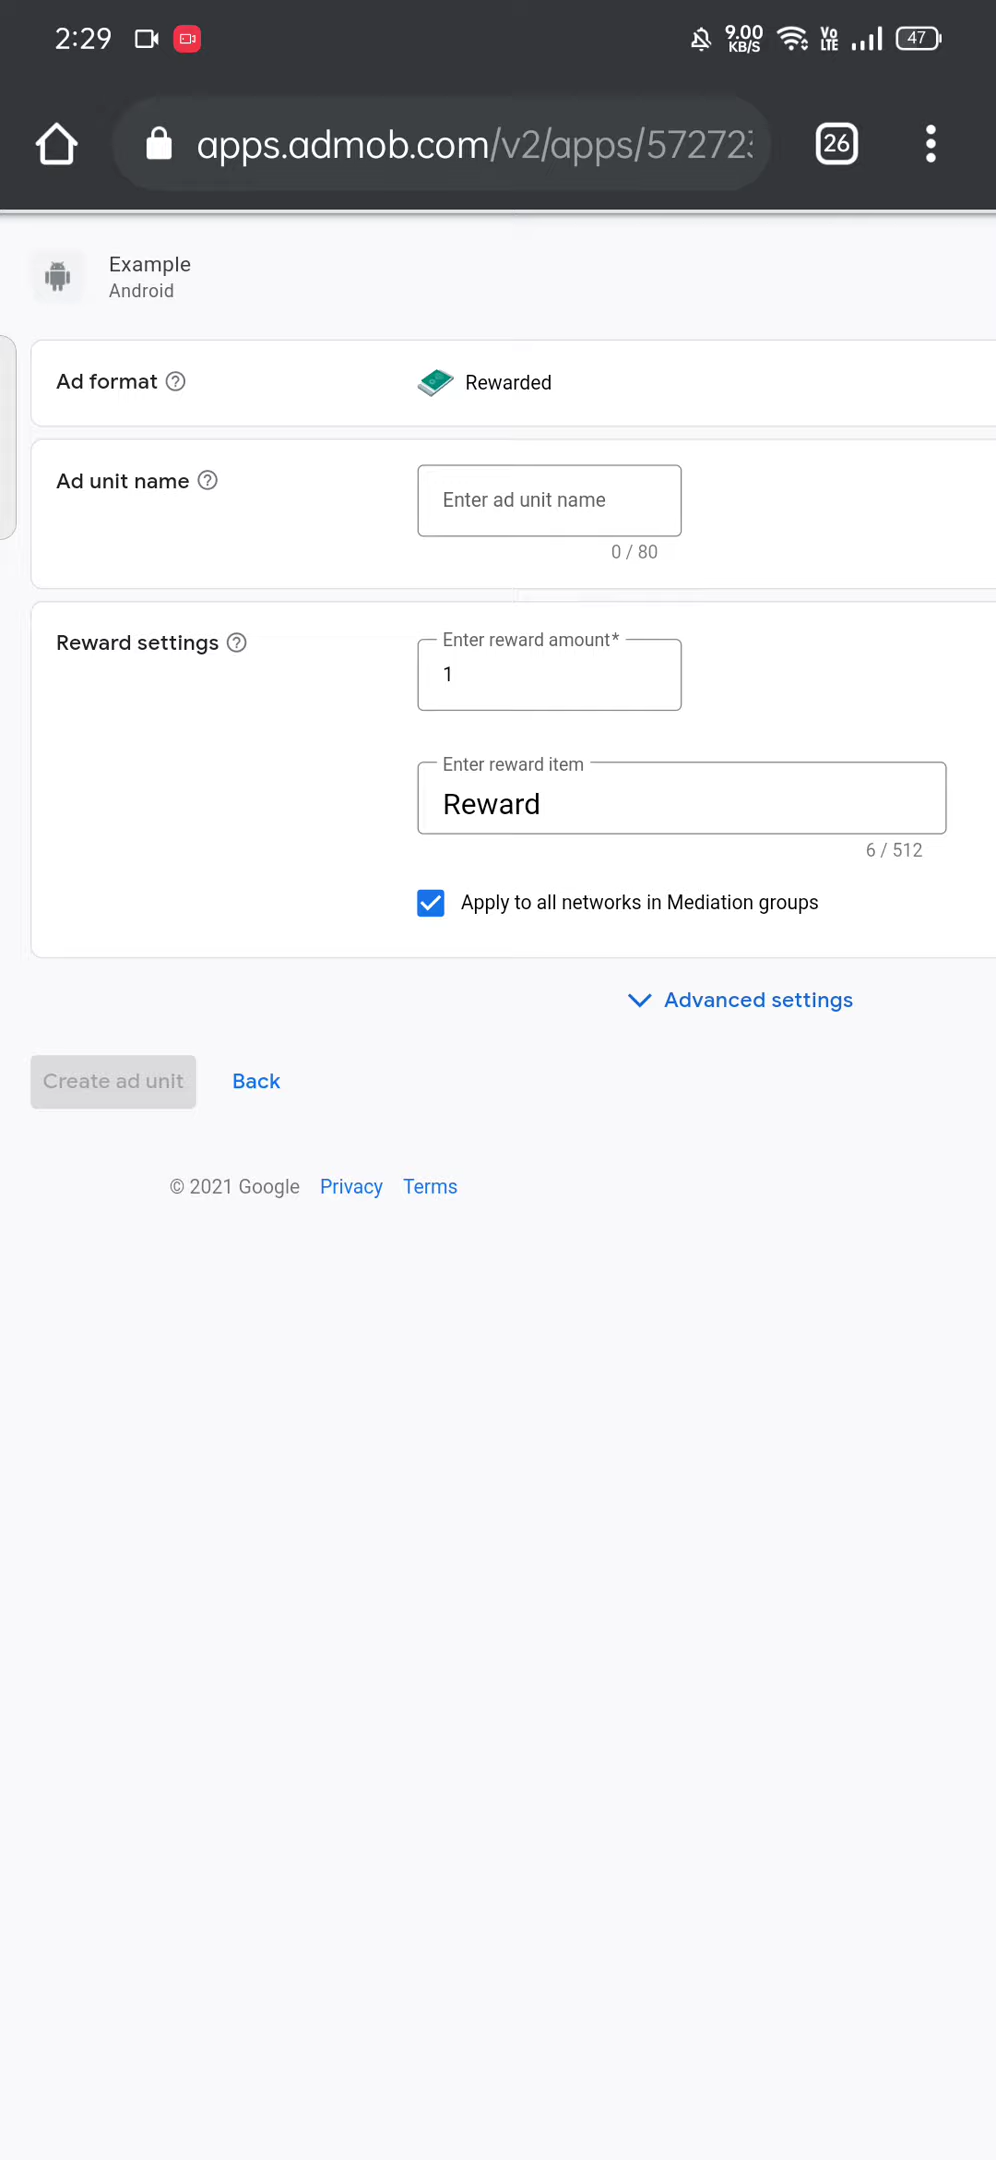 2:29 9.00 KB/S Vo LTE 47
apps.admob.com/v2/apps/57272 26
Example
Android
Ad format ? Rewarded
Ad unit name ? Enter ad unit name
0 / 80
Reward settings ? Enter reward amount*
1
Enter reward item
Reward
6 / 512
Apply to all networks in Mediation groups
Advanced settings
Create ad unit Back
© 2021 Google Privacy Terms